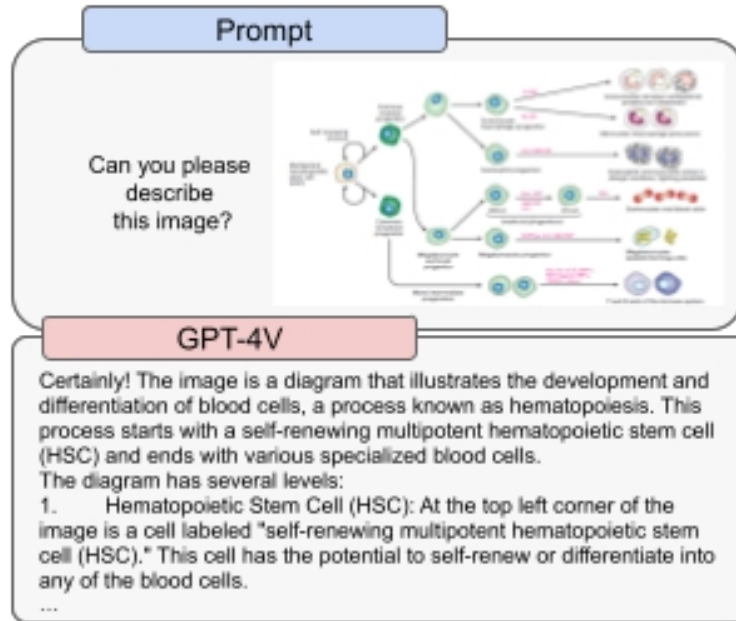 Prompt
Can you please
describe
this image?
GPT-4V
Certainly! The image is a diagram that illustrates the development and
differentiation of blood cells, a process known as hematopoiesis. This
process starts with a self-renewing multipotent hematopoietic stem cell
(HSC) and ends with various specialized blood cells.
The diagram has several levels:
1. Hematopoietic Stem Cell (HSC): At the top left corner of the
image is a cell labeled "self-renewing multipotent hematopoietic stem
cell (HSC)." This cell has the potential to self-renew or differentiate into
any of the blood cells.
...